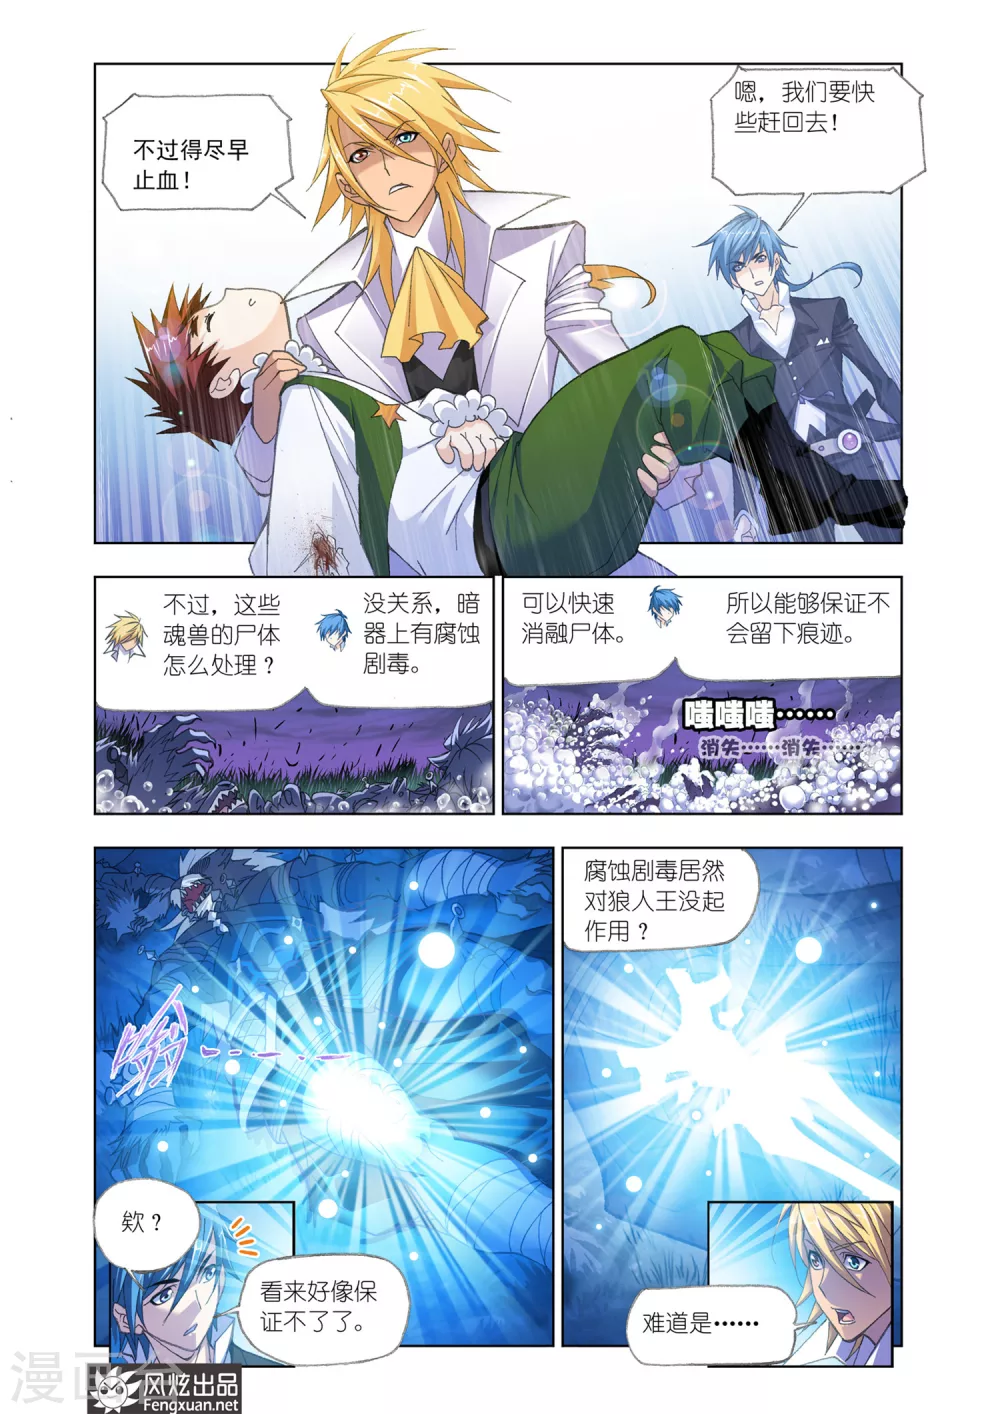 不过得尽早
止血！
嗯，我们要快
些赶回去！
不过，这些
魂兽的尸体
怎么处理？
没关系，暗
器上有腐蚀
剧毒。
可以快速
消融尸体。
所以能够保证不
会留下痕迹。
嗤嗤嗤……
消失……消失……
欸？
看来好像保
证不了了。
腐蚀剧毒居然
对狼人王没起
作用？
难道是……
漫画台
风炫出品
Fengxuan.net